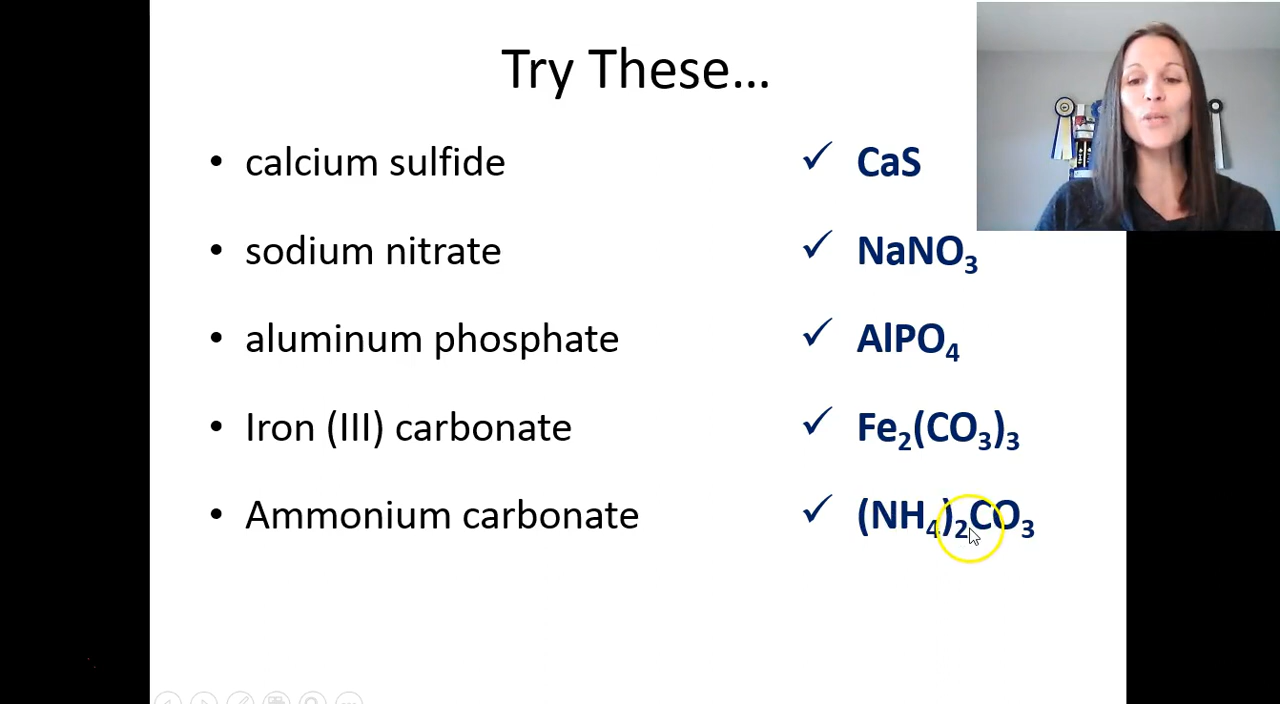 Try These…
• calcium sulfide ✓ CaS
• sodium nitrate ✓ NaNO₃
• aluminum phosphate ✓ AlPO₄
• Iron (III) carbonate ✓ Fe₂(CO₃)₃
• Ammonium carbonate ✓ (NH₄)₂CO₃